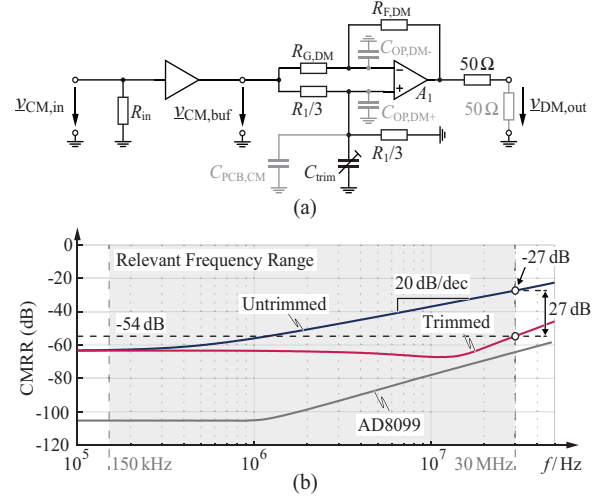 R_F,DM
R_G,DM
C_OP,DM-
50 Ω
v_CM,in
R_in
v_CM,buf
R_1/3
A_1
C_OP,DM+
50 Ω
v_DM,out
R_1/3
C_PCB,CM
C_trim
(a)
Relevant Frequency Range
-27 dB
20 dB/dec
Untrimmed
27 dB
-54 dB
Trimmed
AD8099
CMRR (dB)
0
-20
-40
-60
-80
-100
-120
10^5
150 kHz
10^6
10^7
30 MHz
f / Hz
(b)